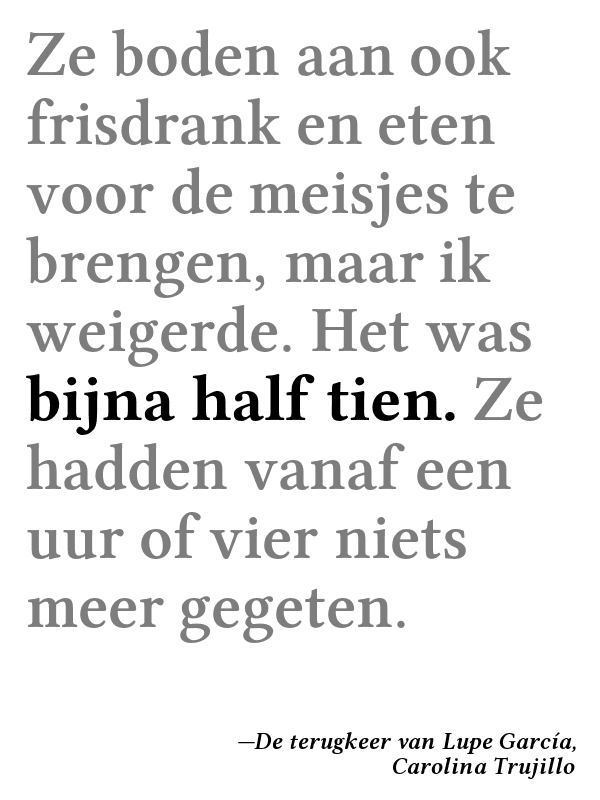 Ze boden aan ook
frisdrank en eten
voor de meisjes te
brengen, maar ik
weigerde. Het was
bijna half tien. Ze
hadden vanaf een
uur of vier niets
meer gegeten.
—De terugkeer van Lupe García,
Carolina Trujillo